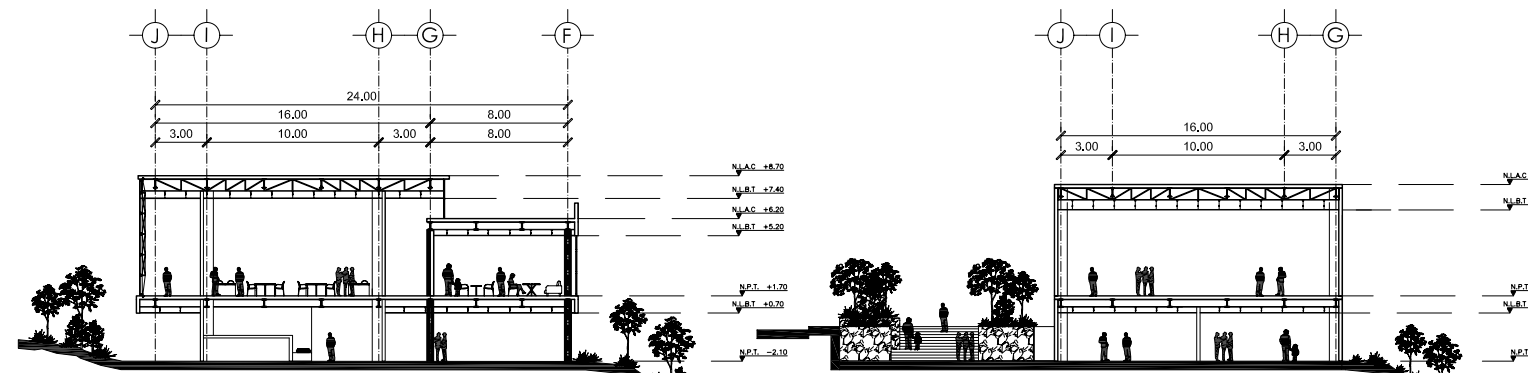 J I H G F
24.00
16.00 8.00
3.00 10.00 3.00 8.00
N.L.A.C +8.70
N.L.B.T +7.40
N.L.A.C +6.20
N.L.B.T +5.20
N.P.T. +1.70
N.L.B.T +0.70
N.P.T. -2.10
J I H G
16.00
3.00 10.00 3.00
N.L.A.C
N.L.B.T
N.P.T
N.L.B.T
N.P.T